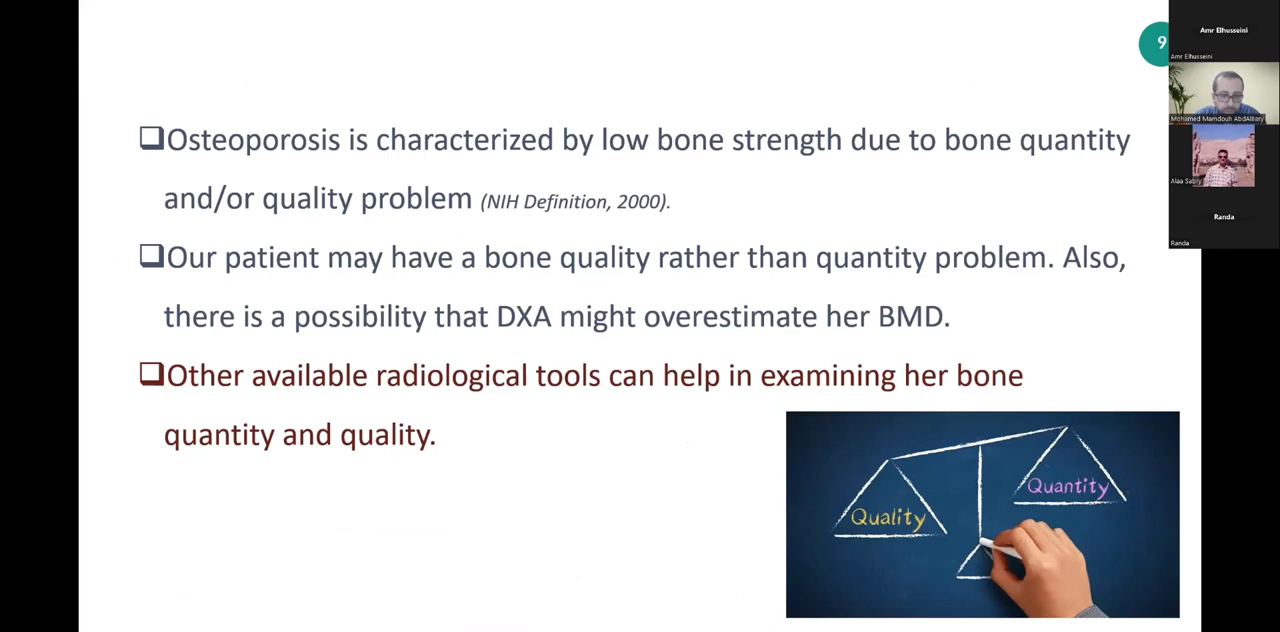 9
Amr Elhusseini
Amr Elhusseini
Mohamed Mamdouh AbdAlBary
Alaa Sabry
Randa
Randa
❑Osteoporosis is characterized by low bone strength due to bone quantity
and/or quality problem (NIH Definition, 2000).
❑Our patient may have a bone quality rather than quantity problem. Also,
there is a possibility that DXA might overestimate her BMD.
❑Other available radiological tools can help in examining her bone
quantity and quality.
Quality
Quantity